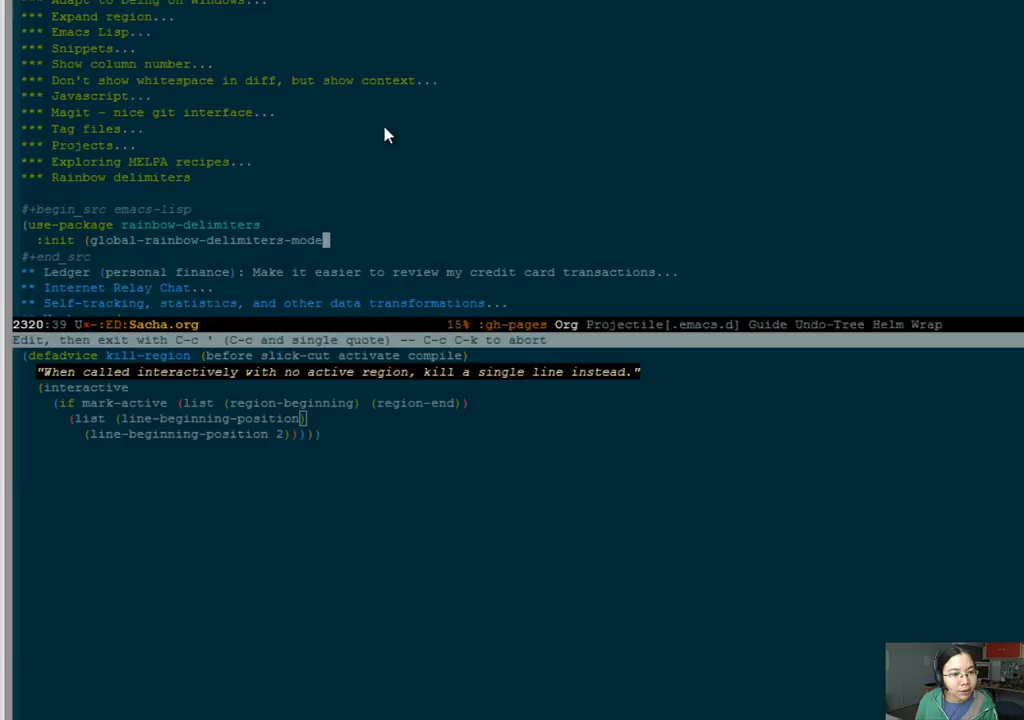 *** Adapt to being on Windows...
*** Expand region...
*** Emacs Lisp...
*** Snippets...
*** Show column number...
*** Don't show whitespace in diff, but show context...
*** Javascript...
*** Magit - nice git interface...
*** Tag files...
*** Projects...
*** Exploring MELPA recipes...
*** Rainbow delimiters
#+begin_src emacs-lisp
(use-package rainbow-delimiters
:init (global-rainbow-delimiters-mode
#+end_src
** Ledger (personal finance): Make it easier to review my credit card transactions...
** Internet Relay Chat...
** Self-tracking, statistics, and other data transformations...
2320:39 U*-:ED:Sacha.org 15% :gh-pages Org Projectile[.emacs.d] Guide Undo-Tree Helm Wrap
Edit, then exit with C-c ' (C-c and single quote) -- C-c C-k to abort
(defadvice kill-region (before slick-cut activate compile)
"When called interactively with no active region, kill a single line instead."
(interactive
(if mark-active (list (region-beginning) (region-end))
(list (line-beginning-position)
(line-beginning-position 2)))))